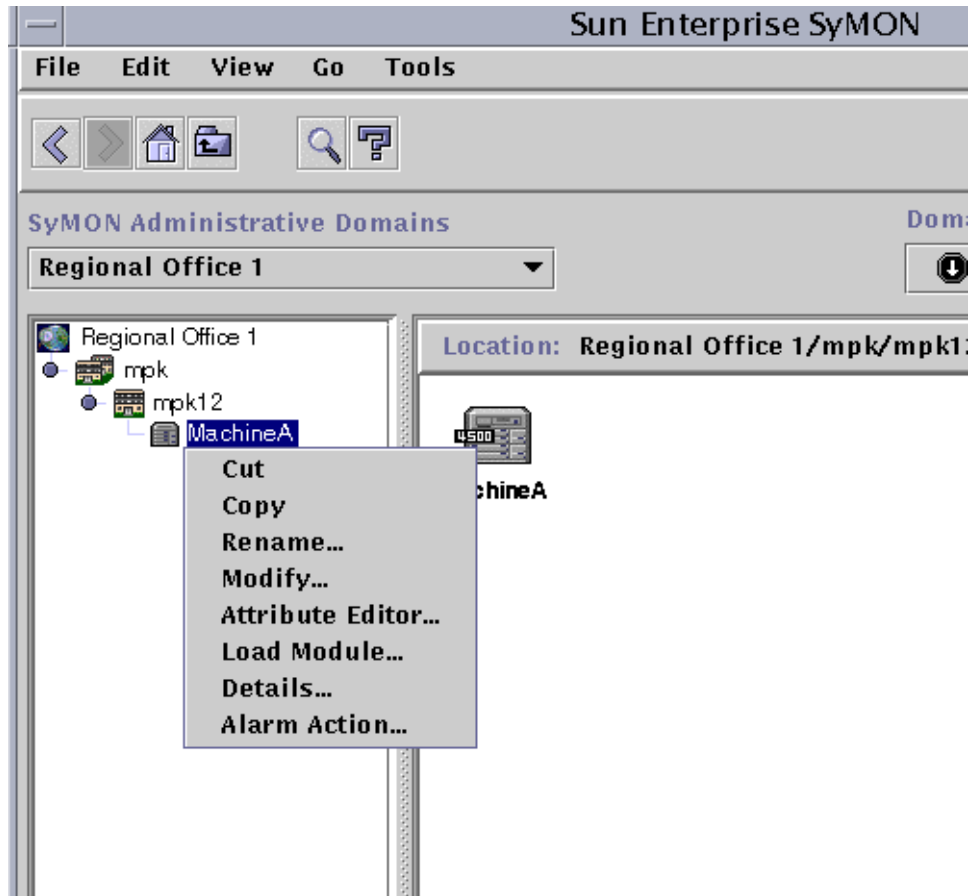 Sun Enterprise SyMON
File Edit View Go Tools
SyMON Administrative Domains
Regional Office 1
Regional Office 1
mpk
mpk12
MachineA
Cut
Copy
Rename...
Modify...
Attribute Editor...
Load Module...
Details...
Alarm Action...
Location: Regional Office 1/mpk/mpk12
4500
chineA